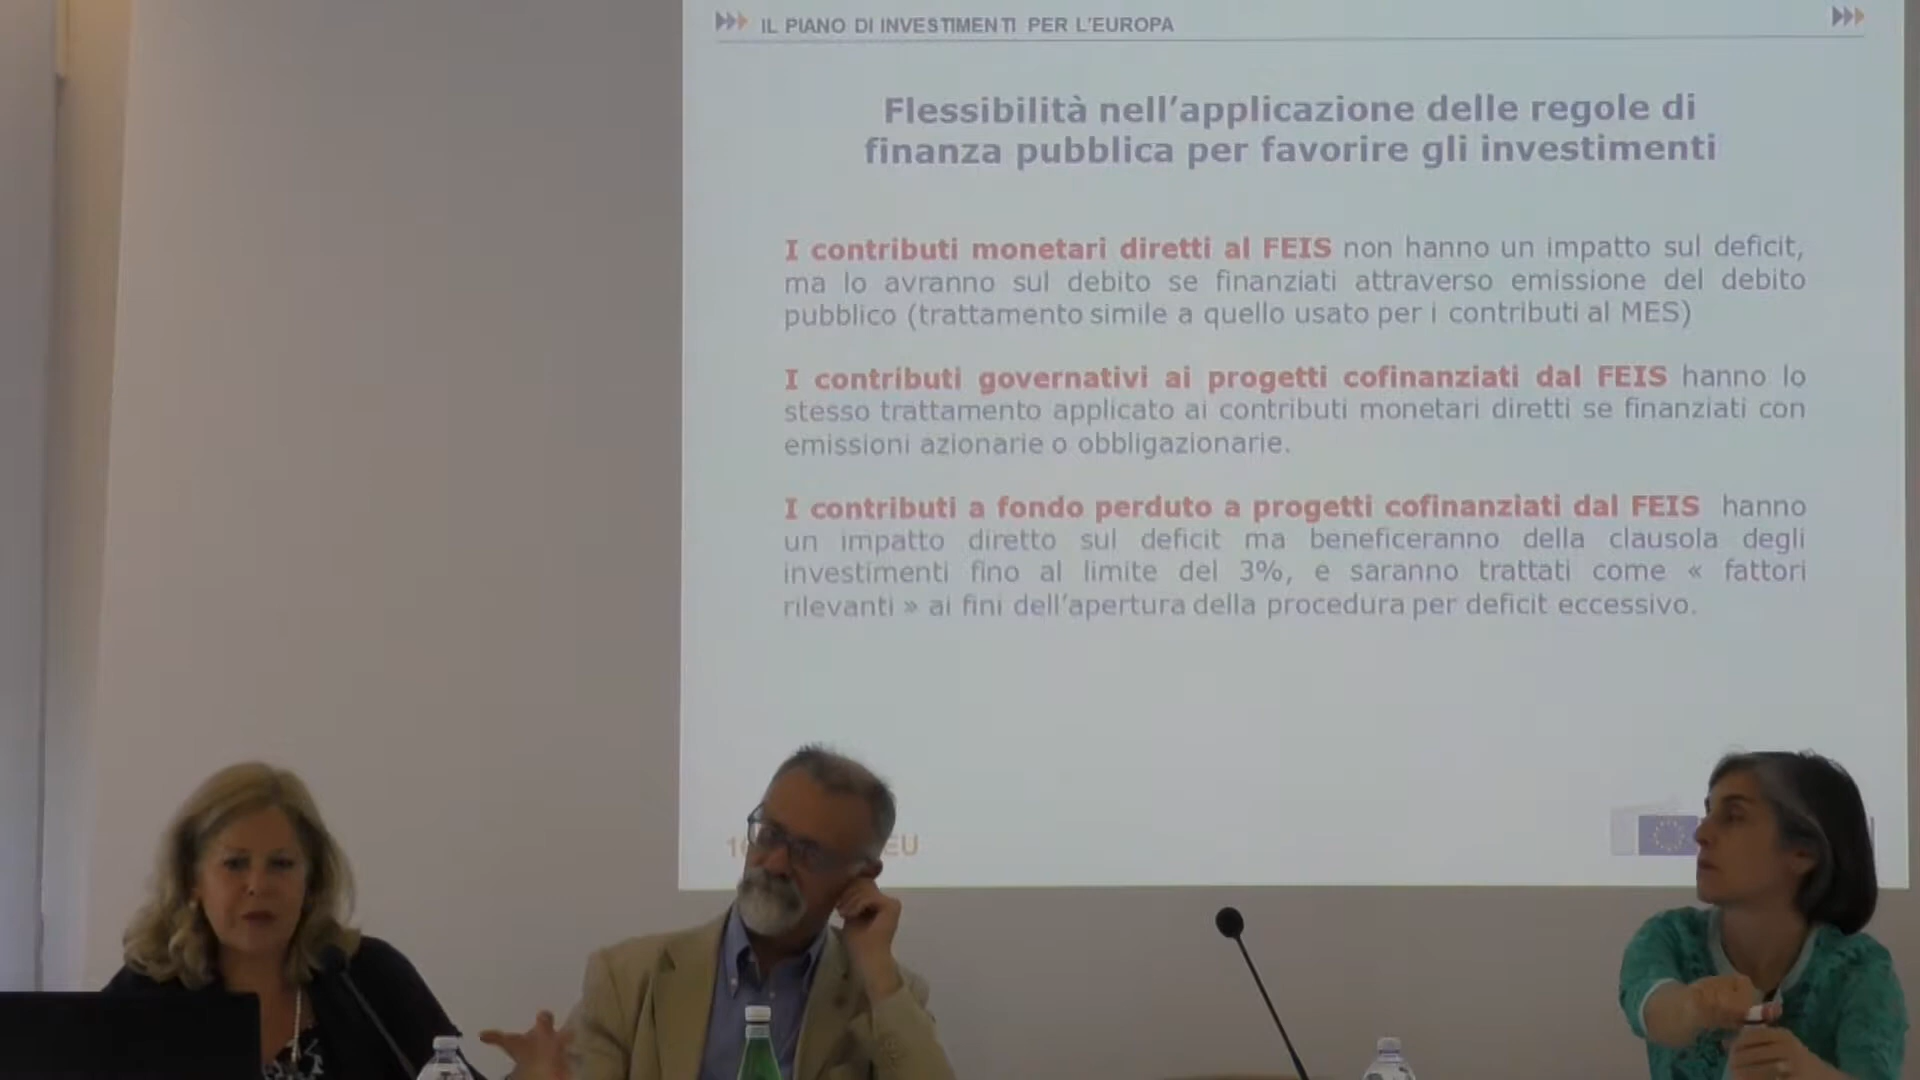 IL PIANO DI INVESTIMENTI PER L'EUROPA
Flessibilità nell'applicazione delle regole di
finanza pubblica per favorire gli investimenti
I contributi monetari diretti al FEIS non hanno un impatto sul deficit,
ma lo avranno sul debito se finanziati attraverso emissione del debito
pubblico (trattamento simile a quello usato per i contributi al MES)
I contributi governativi ai progetti cofinanziati dal FEIS hanno lo
stesso trattamento applicato ai contributi monetari diretti se finanziati con
emissioni azionarie o obbligazionarie.
I contributi a fondo perduto a progetti cofinanziati dal FEIS hanno
un impatto diretto sul deficit ma beneficeranno della clausola degli
investimenti fino al limite del 3%, e saranno trattati come « fattori
rilevanti » ai fini dell'apertura della procedura per deficit eccessivo.
EU